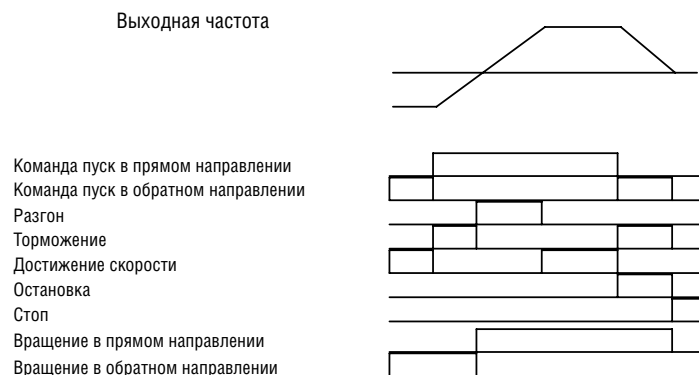 Выходная частота
Команда пуск в прямом направлении
Команда пуск в обратном направлении
Разгон
Торможение
Достижение скорости
Остановка
Стоп
Вращение в прямом направлении
Вращение в обратном направлении